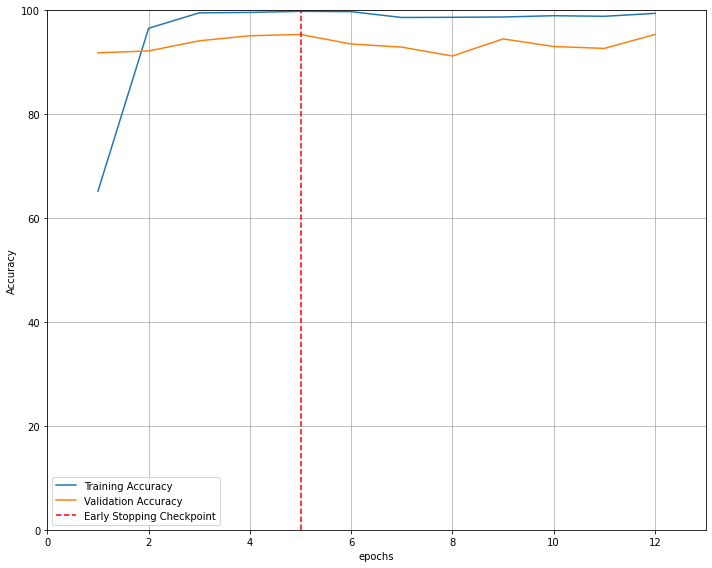 100
80
60
40
20
0
Accuracy
Training Accuracy
Validation Accuracy
Early Stopping Checkpoint
0 2 4 6 8 10 12
epochs